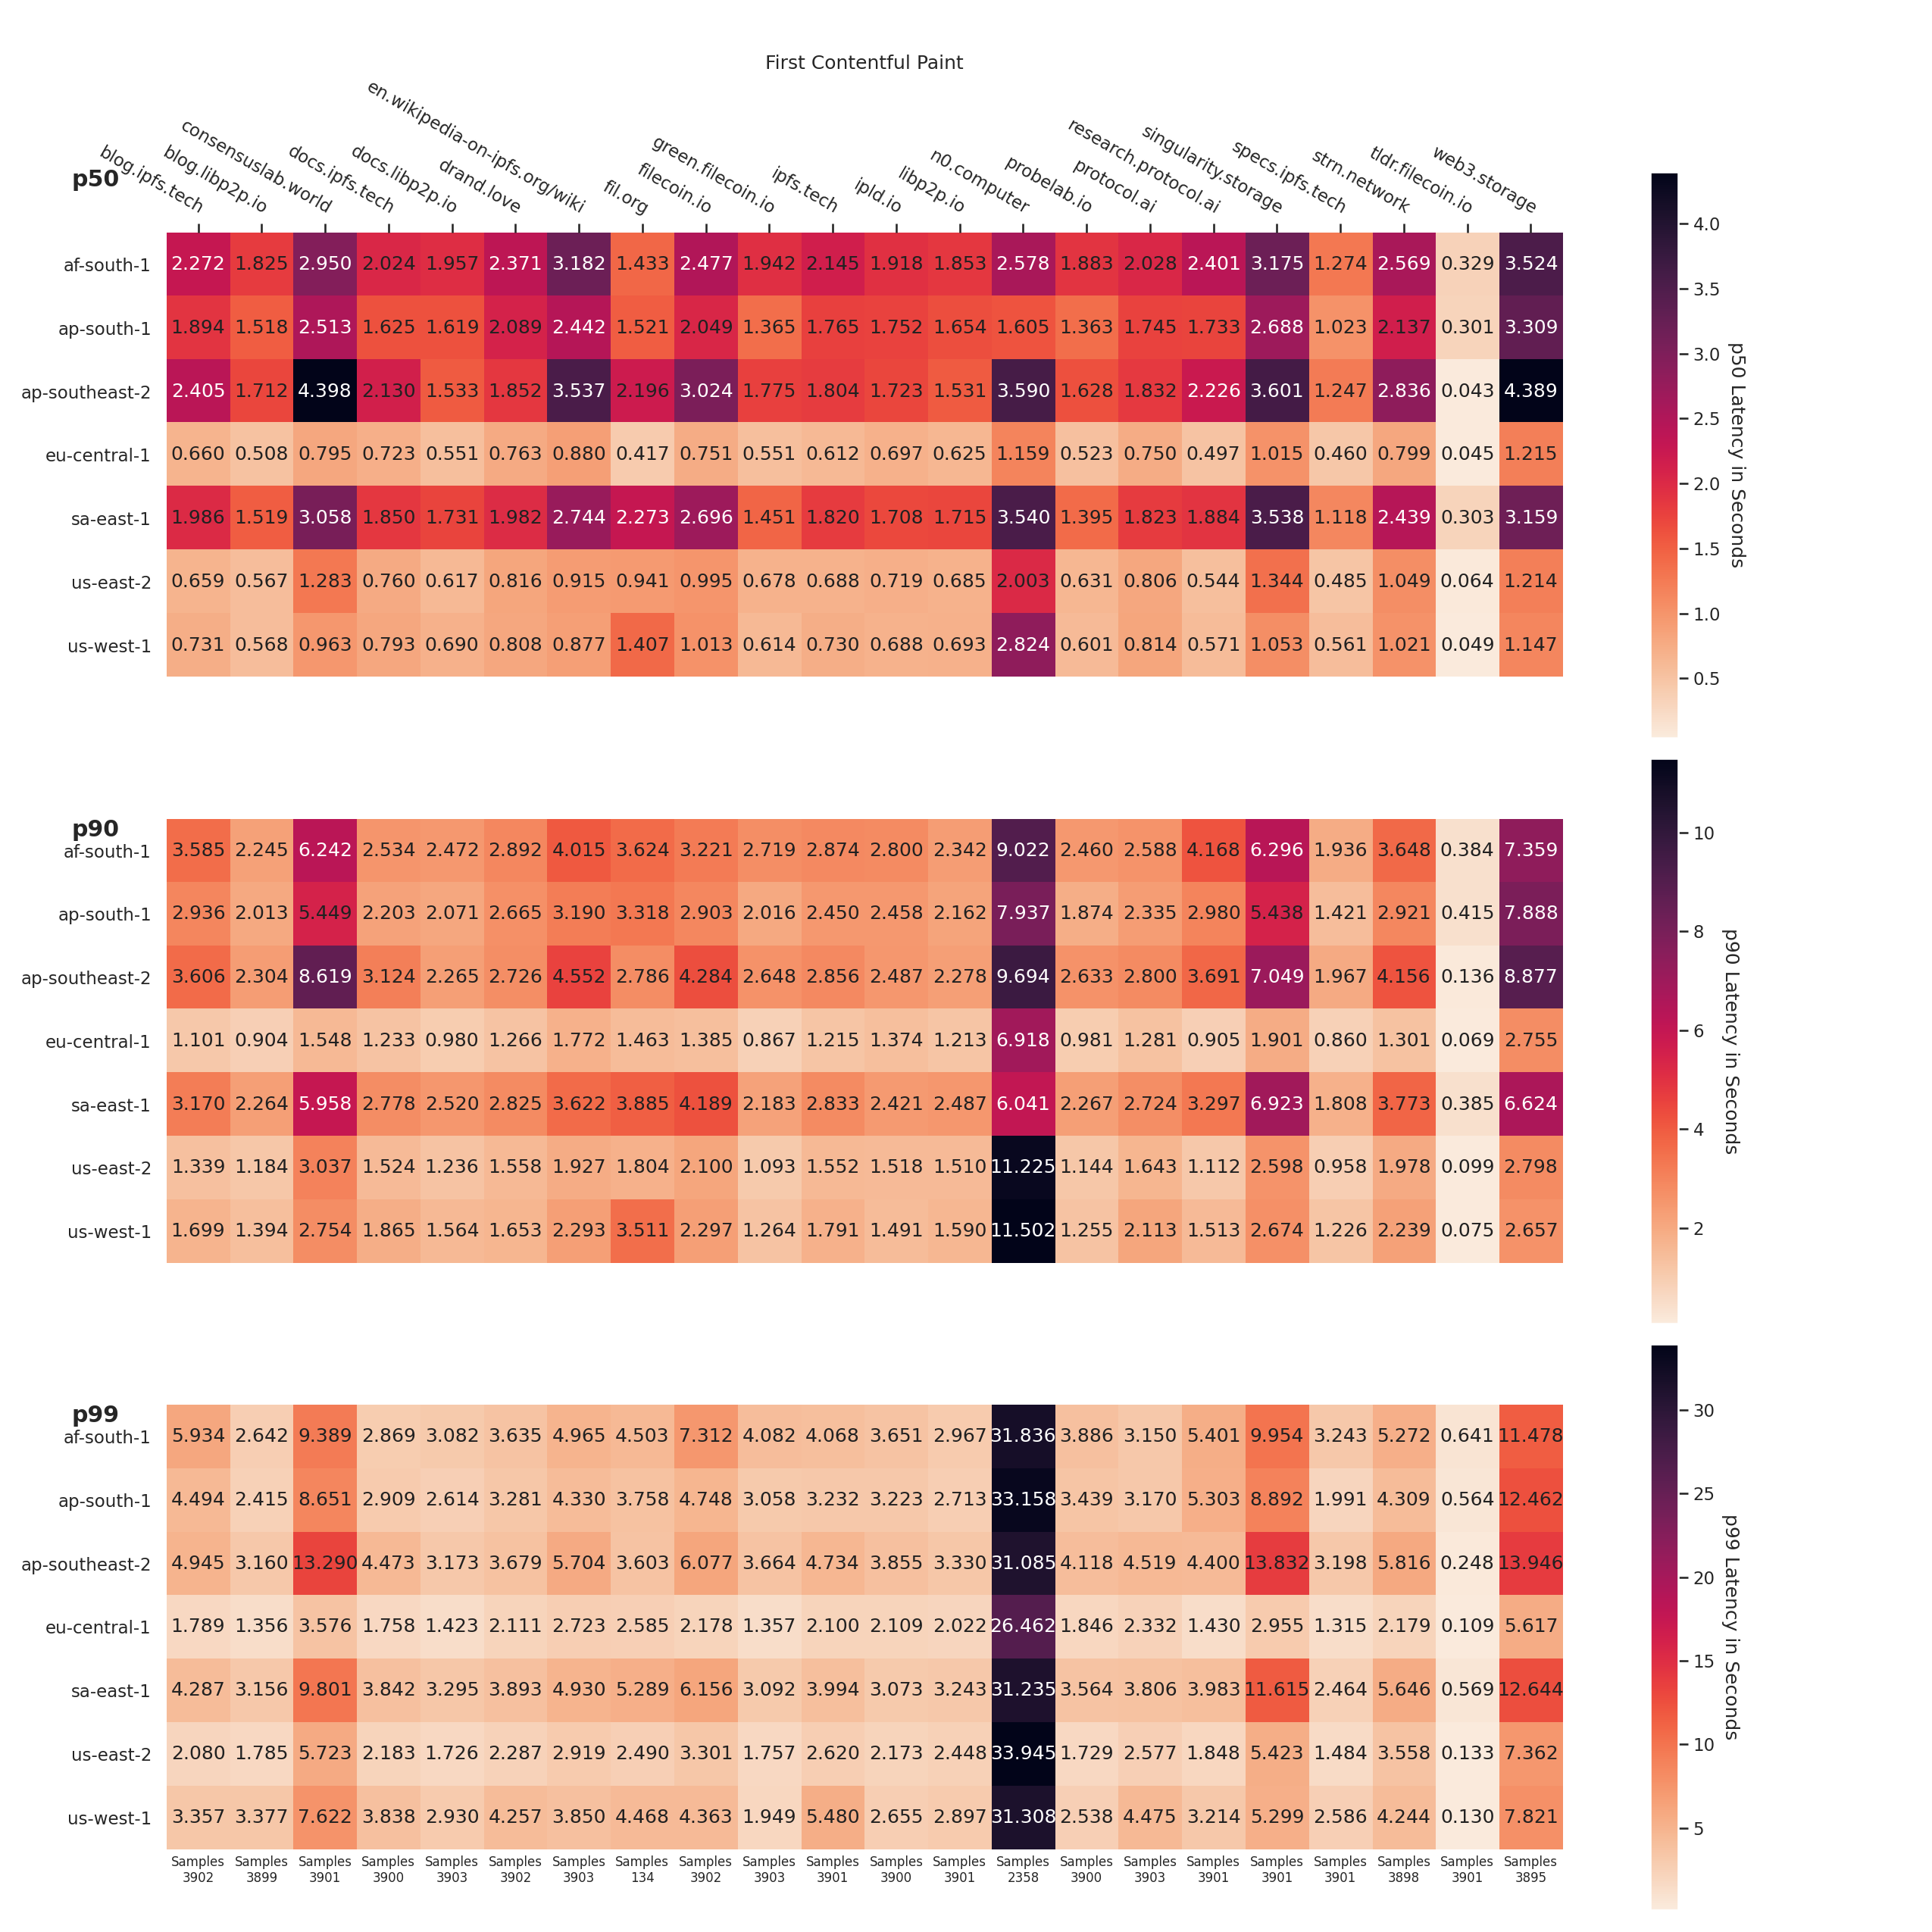 First Contentful Paint
blog.ipfs.tech
blog.libp2p.io
consensuslab.world
docs.ipfs.tech
docs.libp2p.io
drand.love
en.wikipedia-on-ipfs.org/wiki
fil.org
filecoin.io
green.filecoin.io
ipfs.tech
ipld.io
libp2p.io
n0.computer
probelab.io
protocol.ai
research.protocol.ai
singularity.storage
specs.ipfs.tech
strn.network
tldr.filecoin.io
web3.storage
p50
af-south-1 2.272 1.825 2.950 2.024 1.957 2.371 3.182 1.433 2.477 1.942 2.145 1.918 1.853 2.578 1.883 2.028 2.401 3.175 1.274 2.569 0.329 3.524
ap-south-1 1.894 1.518 2.513 1.625 1.619 2.089 2.442 1.521 2.049 1.365 1.765 1.752 1.654 1.605 1.363 1.745 1.733 2.688 1.023 2.137 0.301 3.309
ap-southeast-2 2.405 1.712 4.398 2.130 1.533 1.852 3.537 2.196 3.024 1.775 1.804 1.723 1.531 3.590 1.628 1.832 2.226 3.601 1.247 2.836 0.043 4.389
eu-central-1 0.660 0.508 0.795 0.723 0.551 0.763 0.880 0.417 0.751 0.551 0.612 0.697 0.625 1.159 0.523 0.750 0.497 1.015 0.460 0.799 0.045 1.215
sa-east-1 1.986 1.519 3.058 1.850 1.731 1.982 2.744 2.273 2.696 1.451 1.820 1.708 1.715 3.540 1.395 1.823 1.884 3.538 1.118 2.439 0.303 3.159
us-east-2 0.659 0.567 1.283 0.760 0.617 0.816 0.915 0.941 0.995 0.678 0.688 0.719 0.685 2.003 0.631 0.806 0.544 1.344 0.485 1.049 0.064 1.214
us-west-1 0.731 0.568 0.963 0.793 0.690 0.808 0.877 1.407 1.013 0.614 0.730 0.688 0.693 2.824 0.601 0.814 0.571 1.053 0.561 1.021 0.049 1.147
4.0
3.5
3.0
2.5
2.0
1.5
1.0
0.5
p50 Latency in Seconds
p90
af-south-1 3.585 2.245 6.242 2.534 2.472 2.892 4.015 3.624 3.221 2.719 2.874 2.800 2.342 9.022 2.460 2.588 4.168 6.296 1.936 3.648 0.384 7.359
ap-south-1 2.936 2.013 5.449 2.203 2.071 2.665 3.190 3.318 2.903 2.016 2.450 2.458 2.162 7.937 1.874 2.335 2.980 5.438 1.421 2.921 0.415 7.888
ap-southeast-2 3.606 2.304 8.619 3.124 2.265 2.726 4.552 2.786 4.284 2.648 2.856 2.487 2.278 9.694 2.633 2.800 3.691 7.049 1.967 4.156 0.136 8.877
eu-central-1 1.101 0.904 1.548 1.233 0.980 1.266 1.772 1.463 1.385 0.867 1.215 1.374 1.213 6.918 0.981 1.281 0.905 1.901 0.860 1.301 0.069 2.755
sa-east-1 3.170 2.264 5.958 2.778 2.520 2.825 3.622 3.885 4.189 2.183 2.833 2.421 2.487 6.041 2.267 2.724 3.297 6.923 1.808 3.773 0.385 6.624
us-east-2 1.339 1.184 3.037 1.524 1.236 1.558 1.927 1.804 2.100 1.093 1.552 1.518 1.510 11.225 1.144 1.643 1.112 2.598 0.958 1.978 0.099 2.798
us-west-1 1.699 1.394 2.754 1.865 1.564 1.653 2.293 3.511 2.297 1.264 1.791 1.491 1.590 11.502 1.255 2.113 1.513 2.674 1.226 2.239 0.075 2.657
10
8
6
4
2
p90 Latency in Seconds
p99
af-south-1 5.934 2.642 9.389 2.869 3.082 3.635 4.965 4.503 7.312 4.082 4.068 3.651 2.967 31.836 3.886 3.150 5.401 9.954 3.243 5.272 0.641 11.478
ap-south-1 4.494 2.415 8.651 2.909 2.614 3.281 4.330 3.758 4.748 3.058 3.232 3.223 2.713 33.158 3.439 3.170 5.303 8.892 1.991 4.309 0.564 12.462
ap-southeast-2 4.945 3.160 13.290 4.473 3.173 3.679 5.704 3.603 6.077 3.664 4.734 3.855 3.330 31.085 4.118 4.519 4.400 13.832 3.198 5.816 0.248 13.946
eu-central-1 1.789 1.356 3.576 1.758 1.423 2.111 2.723 2.585 2.178 1.357 2.100 2.109 2.022 26.462 1.846 2.332 1.430 2.955 1.315 2.179 0.109 5.617
sa-east-1 4.287 3.156 9.801 3.842 3.295 3.893 4.930 5.289 6.156 3.092 3.994 3.073 3.243 31.235 3.564 3.806 3.983 11.615 2.464 5.646 0.569 12.644
us-east-2 2.080 1.785 5.723 2.183 1.726 2.287 2.919 2.490 3.301 1.757 2.620 2.173 2.448 33.945 1.729 2.577 1.848 5.423 1.484 3.558 0.133 7.362
us-west-1 3.357 3.377 7.622 3.838 2.930 4.257 3.850 4.468 4.363 1.949 5.480 2.655 2.897 31.308 2.538 4.475 3.214 5.299 2.586 4.244 0.130 7.821
30
25
20
15
10
5
p99 Latency in Seconds
Samples Samples Samples Samples Samples Samples Samples Samples Samples Samples Samples Samples Samples Samples Samples Samples Samples Samples Samples Samples Samples Samples
3902 3899 3901 3900 3903 3902 3903 134 3902 3903 3901 3900 3901 2358 3900 3903 3901 3901 3901 3898 3901 3895